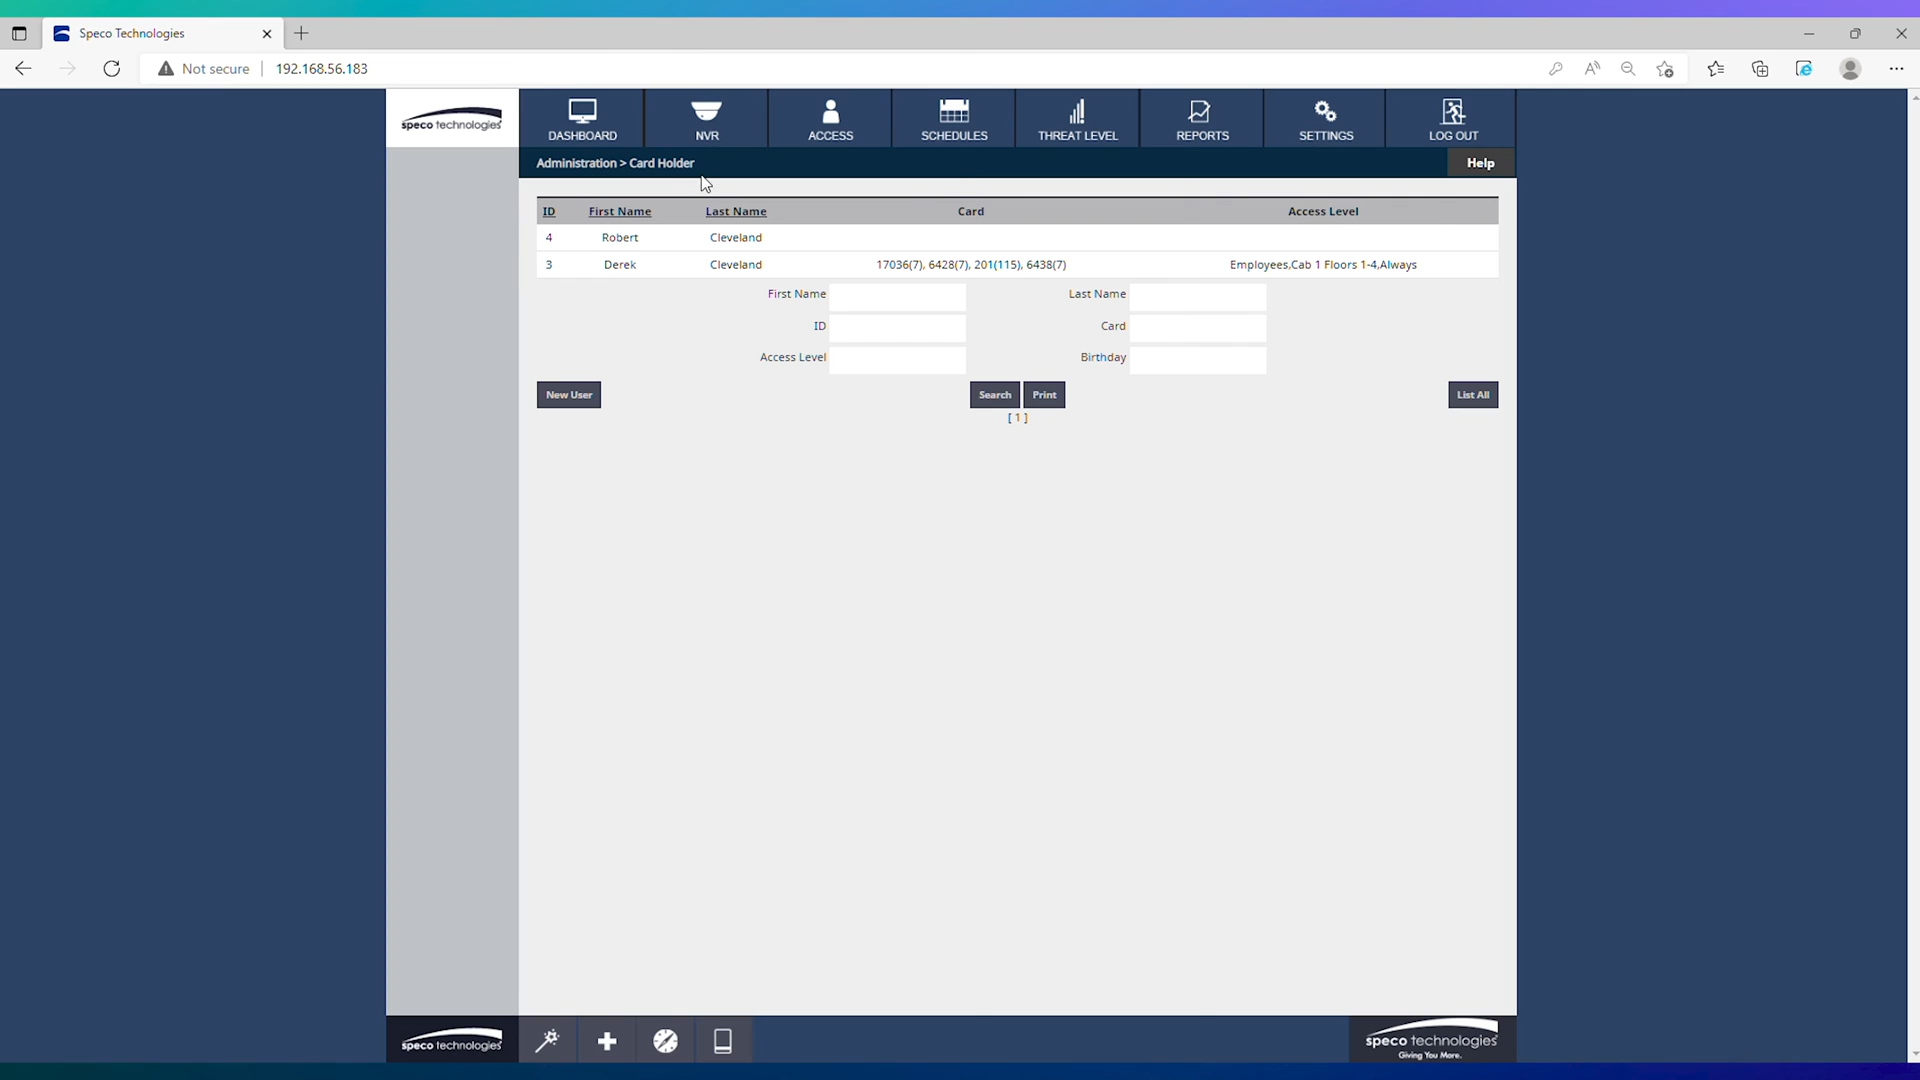 Speco Technologies
Not secure
192.168.56.183
speco technologies
DASHBOARD
NVR
ACCESS
SCHEDULES
THREAT LEVEL
REPORTS
SETTINGS
LOG OUT
Administration > Card Holder
Help
ID First Name Last Name Card Access Level
4 Robert Cleveland
3 Derek Cleveland 17036(7), 6428(7), 201(115), 6438(7) Employees,Cab 1 Floors 1-4,Always
First Name Last Name
ID Card
Access Level Birthday
New User Search Print List All
[ 1 ]
speco technologies
speco technologies
Giving You More.